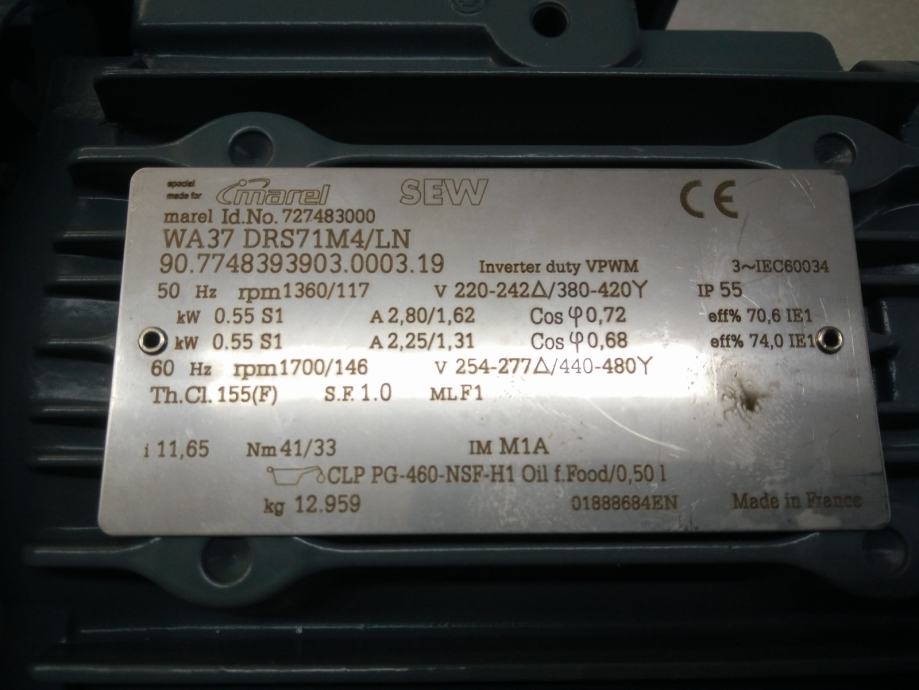 special
made for marel SEW CE
marel Id.No. 727483000
WA37 DRS71M4/LN
90.7748393903.0003.19 Inverter duty VPWM 3~IEC60034
50 Hz rpm1360/117 V 220-242△/380-420Y IP 55
kW 0.55 S1 A 2,80/1,62 Cos φ 0,72 eff% 70,6 IE1
kW 0.55 S1 A 2,25/1,31 Cos φ 0,68 eff% 74,0 IE1
60 Hz rpm1700/146 V 254-277△/440-480Y
Th.Cl. 155(F) S.F. 1.0 ML F1
i 11,65 Nm 41/33 IM M1A
CLP PG-460-NSF-H1 Oil f.Food/0,50 l
kg 12.959 01888684EN Made in France